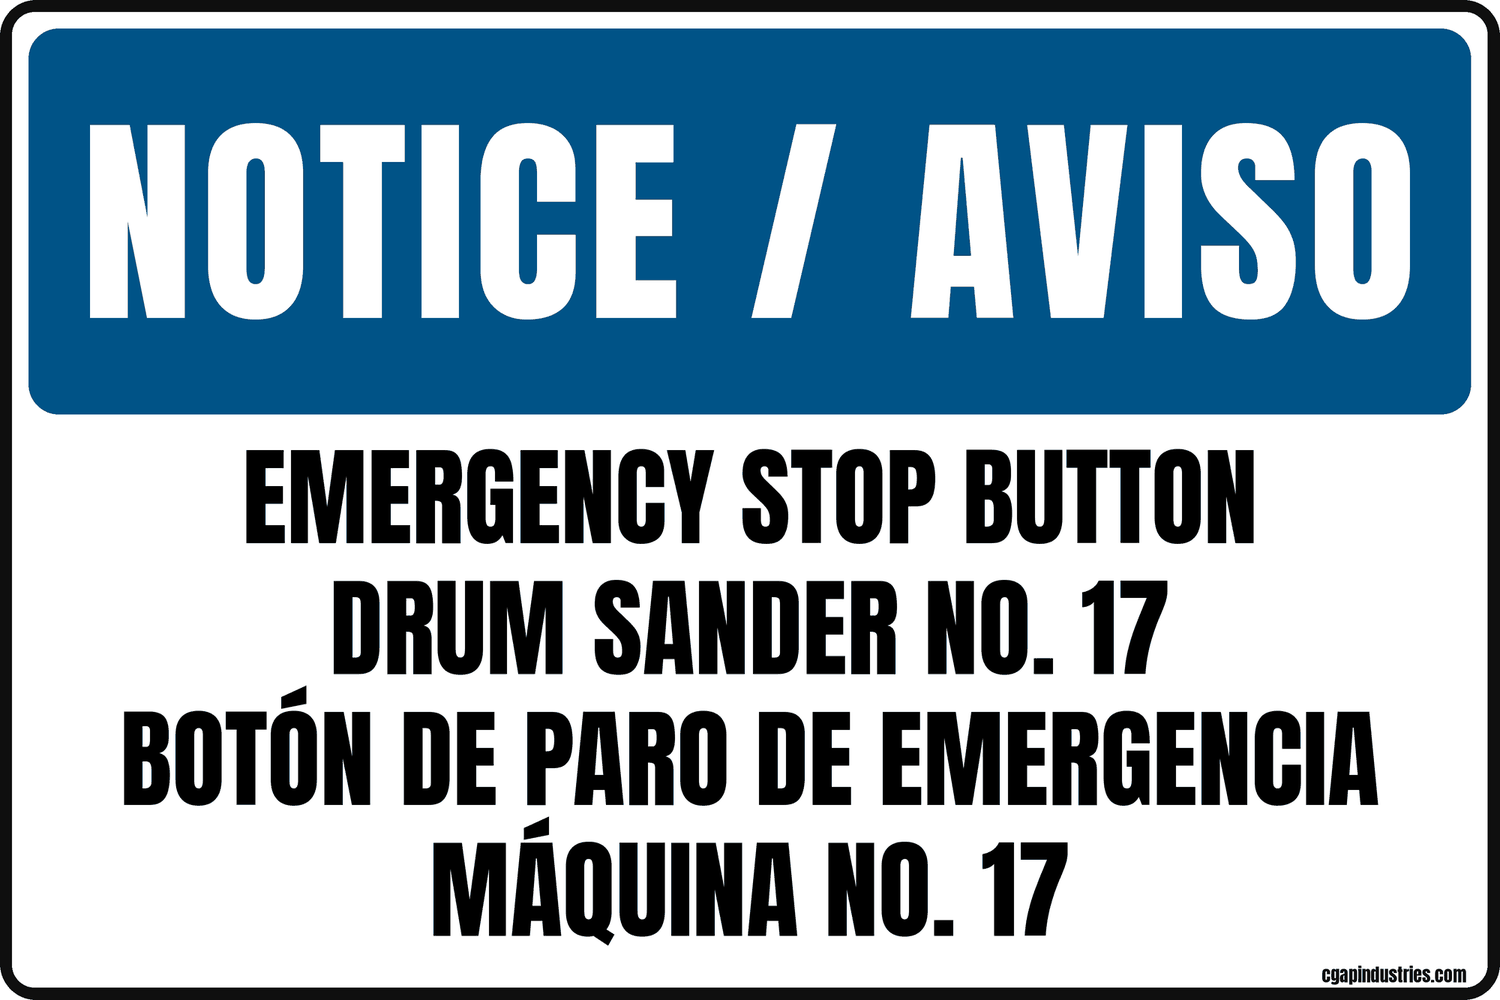 NOTICE / AVISO
EMERGENCY STOP BUTTON
DRUM SANDER NO. 17
BOTÓN DE PARO DE EMERGENCIA
MÁQUINA NO. 17
cgapindustries.com